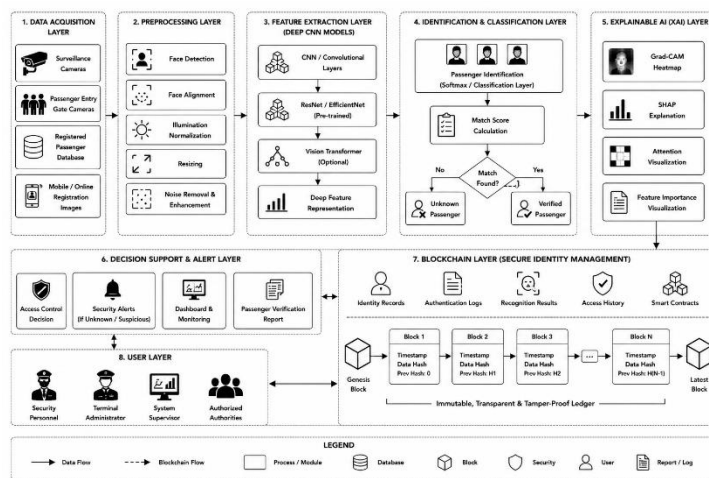 1. DATA ACQUISITION
LAYER
Surveillance
Cameras
Passenger Entry
Gate Cameras
Registered
Passenger
Database
Mobile / Online
Registration
Images
2. PREPROCESSING LAYER
Face Detection
Face Alignment
Illumination
Normalization
Resizing
Noise Removal &
Enhancement
3. FEATURE EXTRACTION LAYER
(DEEP CNN MODELS)
CNN / Convolutional
Layers
ResNet / EfficientNet
(Pre-trained)
Vision Transformer
(Optional)
Deep Feature
Representation
4. IDENTIFICATION & CLASSIFICATION LAYER
Passenger Identification
(Softmax / Classification Layer)
Match Score
Calculation
Match
Found?
No
Yes
Unknown
Passenger
Verified
Passenger
5. EXPLAINABLE AI (XAI) LAYER
Grad-CAM
Heatmap
SHAP
Explanation
Attention
Visualization
Feature Importance
Visualization
6. DECISION SUPPORT & ALERT LAYER
Access Control
Decision
Security Alerts
(If Unknown / Suspicious)
Dashboard &
Monitoring
Passenger Verification
Report
7. BLOCKCHAIN LAYER (SECURE IDENTITY MANAGEMENT)
Identity Records
Authentication Logs
Recognition Results
Access History
Smart Contracts
Genesis
Block
Block 1
Timestamp
Data Hash
Prev Hash: 0
Block 2
Timestamp
Data Hash
Prev Hash: H1
Block 3
Timestamp
Data Hash
Prev Hash: H2
...
Block N
Timestamp
Data Hash
Prev Hash: H(N-1)
Latest
Block
Immutable, Transparent & Tamper-Proof Ledger
8. USER LAYER
Security
Personnel
Terminal
Administrator
System
Supervisor
Authorized
Authorities
LEGEND
Data Flow
Blockchain Flow
Process / Module
Database
Block
Security
User
Report / Log